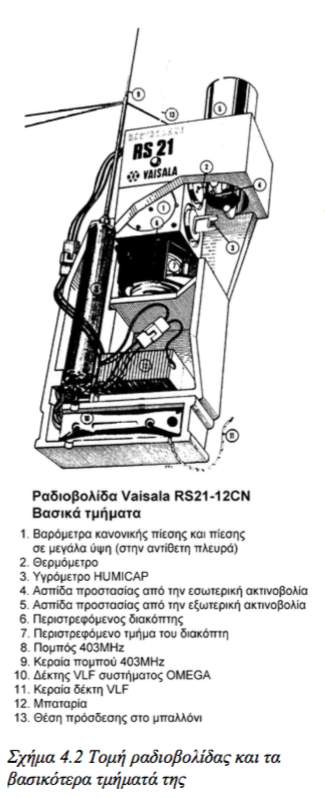 RS 21
VAISALA
Ραδιοβολίδα Vaisala RS21-12CN
Βασικά τμήματα
1. Βαρόμετρα κανονικής πίεσης και πίεσης
σε μεγάλα ύψη (στην αντίθετη πλευρά)
2. Θερμόμετρο
3. Υγρόμετρο HUMICAP
4. Ασπίδα προστασίας από την εσωτερική ακτινοβολία
5. Ασπίδα προστασίας από την εξωτερική ακτινοβολία
6. Περιστρεφόμενος διακόπτης
7. Περιστρεφόμενο τμήμα του διακόπτη
8. Πομπός 403MHz
9. Κεραία πομπού 403MHz
10. Δέκτης VLF συστήματος OMEGA
11. Κεραία δέκτη VLF
12. Μπαταρία
13. Θέση πρόσδεσης στο μπαλλόνι
Σχήμα 4.2 Τομή ραδιοβολίδας και τα
βασικότερα τμήματά της